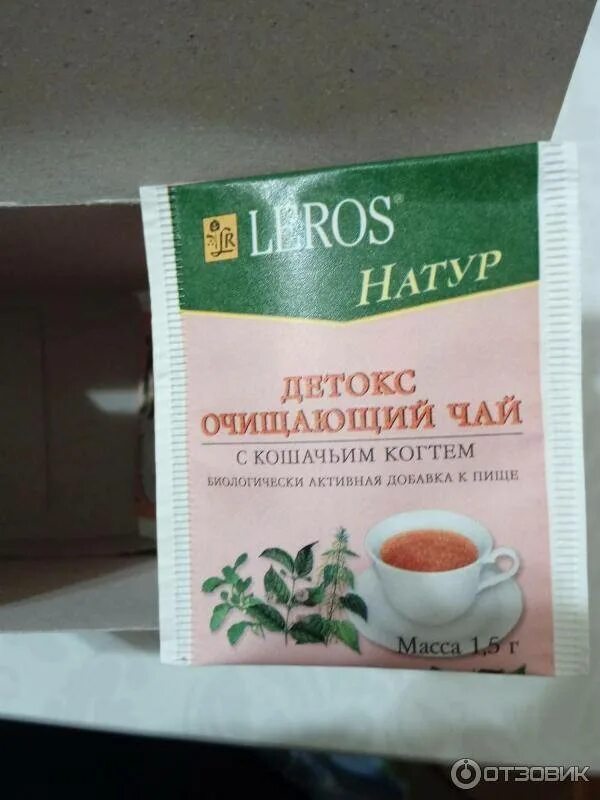 LR
LEROS®
НАТУР
ДЕТОКС
ОЧИЩАЮЩИЙ ЧАЙ
С КОШАЧЬИМ КОГТЕМ
БИОЛОГИЧЕСКИ АКТИВНАЯ ДОБАВКА К ПИЩЕ
Масса 1,5 г
ОТЗОВИК